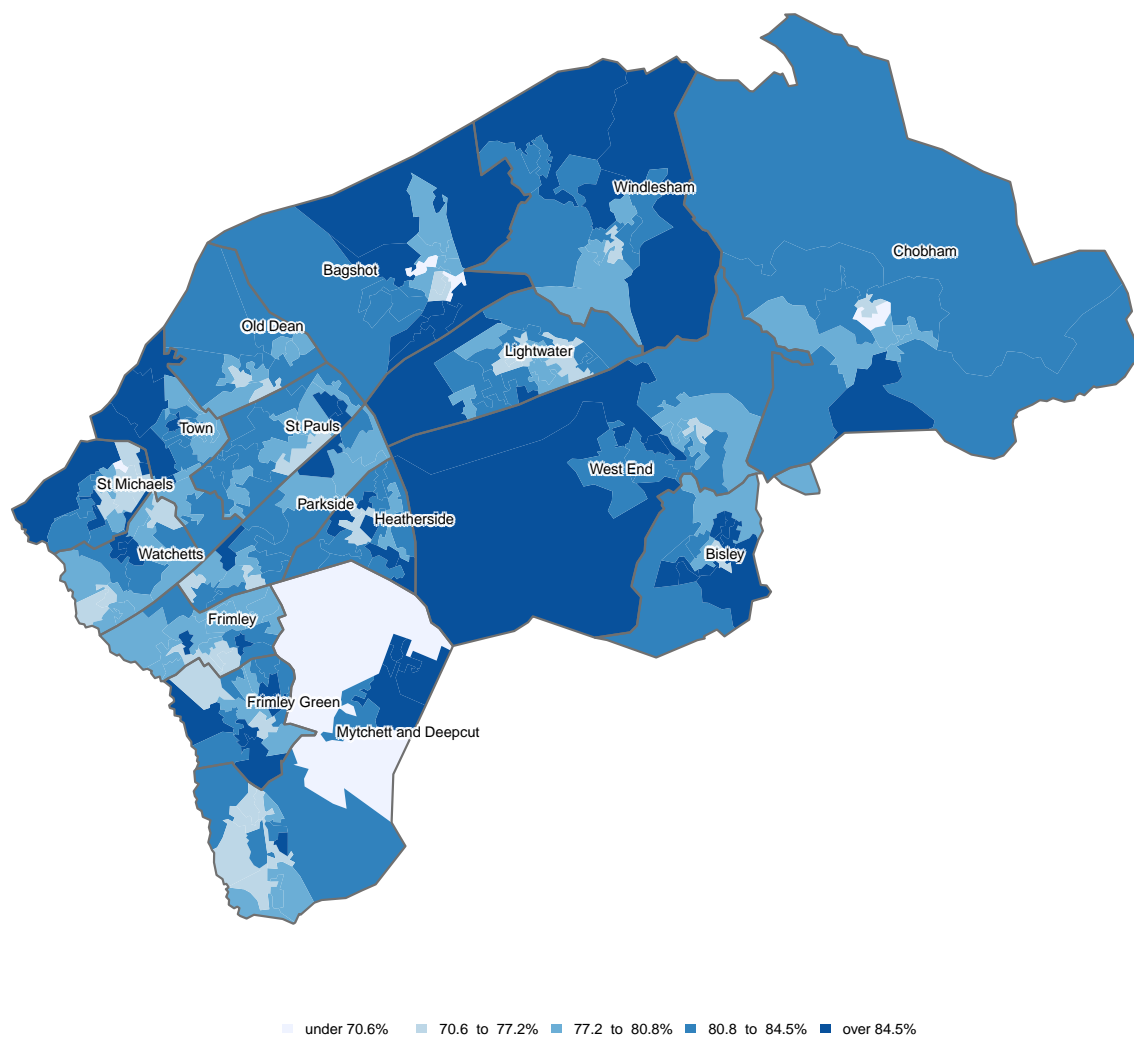 Windlesham
Chobham
Bagshot
Old Dean
Lightwater
Town
St Pauls
West End
St Michaels
Parkside
Heatherside
Watchetts
Bisley
Frimley
Frimley Green
Mytchett and Deepcut
under 70.6% 70.6 to 77.2% 77.2 to 80.8% 80.8 to 84.5% over 84.5%